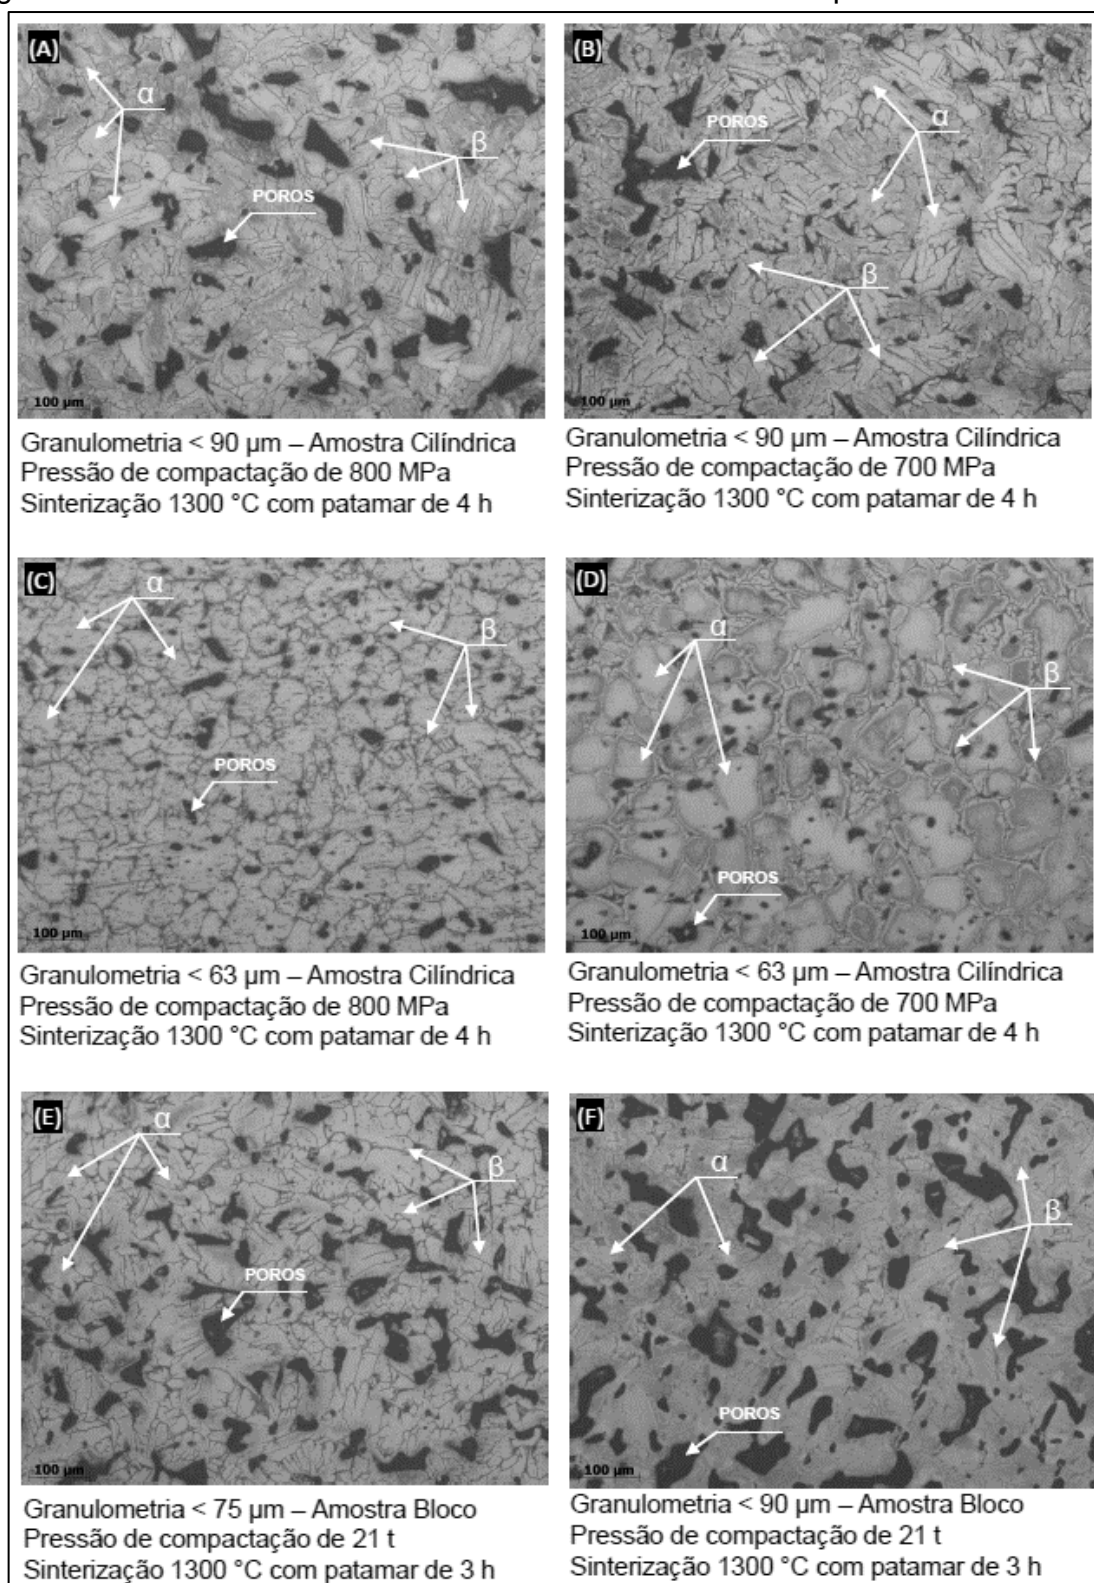 (A)
α
β
POROS
100 µm
Granulometria < 90 µm – Amostra Cilíndrica
Pressão de compactação de 800 MPa
Sinterização 1300 °C com patamar de 4 h
(B)
POROS
α
β
100 µm
Granulometria < 90 µm – Amostra Cilíndrica
Pressão de compactação de 700 MPa
Sinterização 1300 °C com patamar de 4 h
(C)
α
β
POROS
100 µm
Granulometria < 63 µm – Amostra Cilíndrica
Pressão de compactação de 800 MPa
Sinterização 1300 °C com patamar de 4 h
(D)
α
β
POROS
100 µm
Granulometria < 63 µm – Amostra Cilíndrica
Pressão de compactação de 700 MPa
Sinterização 1300 °C com patamar de 4 h
(E)
α
β
POROS
100 µm
Granulometria < 75 µm – Amostra Bloco
Pressão de compactação de 21 t
Sinterização 1300 °C com patamar de 3 h
(F)
α
β
POROS
100 µm
Granulometria < 90 µm – Amostra Bloco
Pressão de compactação de 21 t
Sinterização 1300 °C com patamar de 3 h